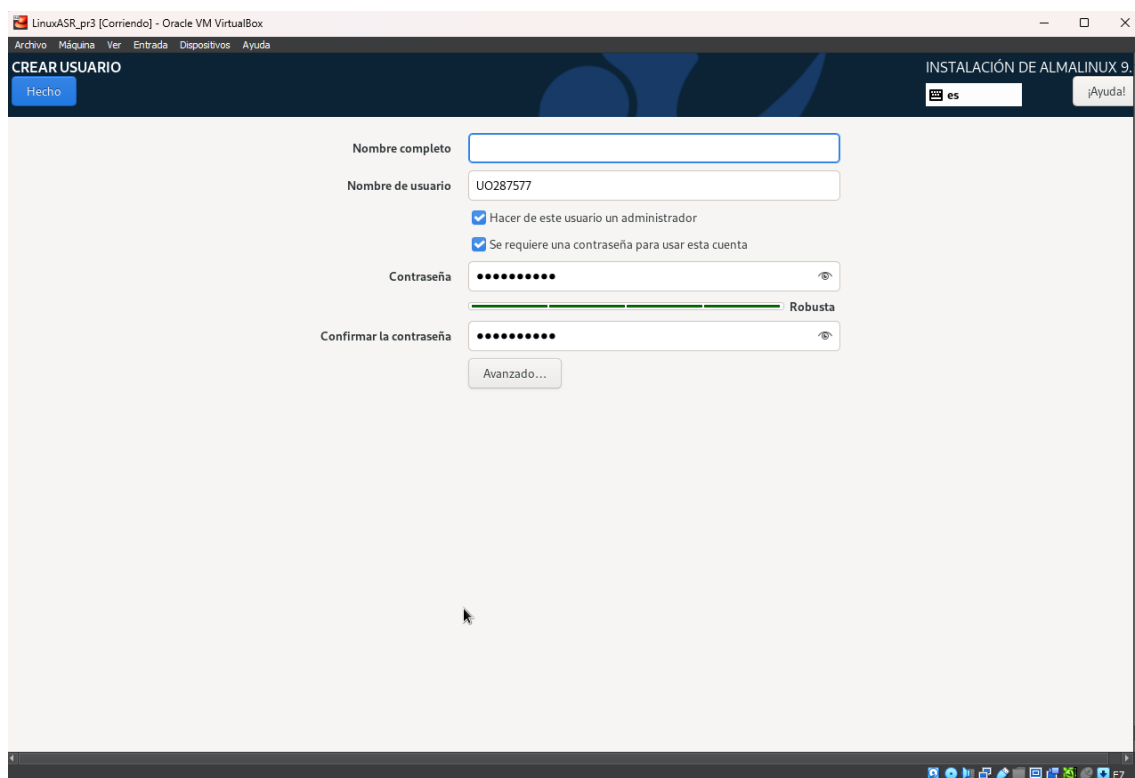 LinuxASR_pr3 [Corriendo] - Oracle VM VirtualBox
Archivo Máquina Ver Entrada Dispositivos Ayuda
CREAR USUARIO
INSTALACIÓN DE ALMALINUX 9.
Hecho
es
¡Ayuda!
Nombre completo
Nombre de usuario UO287577
Hacer de este usuario un administrador
Se requiere una contraseña para usar esta cuenta
Contraseña ●●●●●●●●●●
Robusta
Confirmar la contraseña ●●●●●●●●●●
Avanzado...